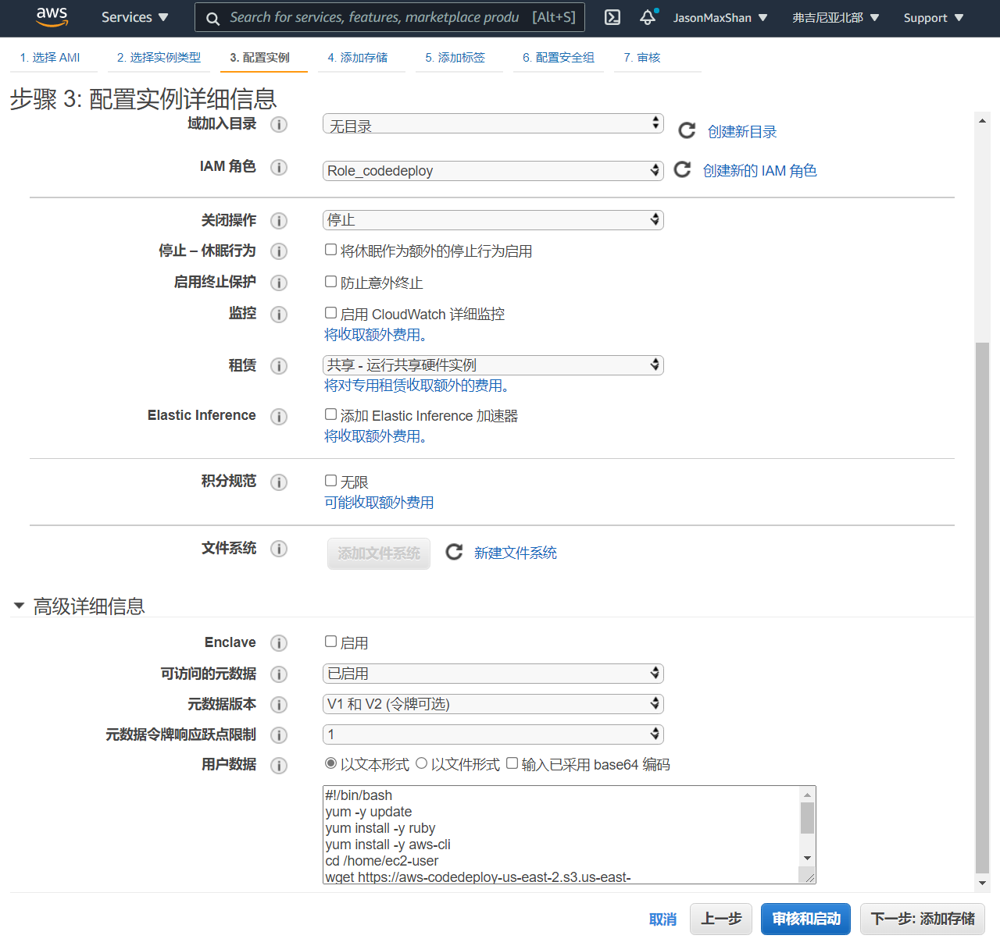 aws Services Search for services, features, marketplace produ [Alt+S] JasonMaxShan 弗吉尼亚北部 Support
1. 选择 AMI 2. 选择实例类型 3. 配置实例 4. 添加存储 5. 添加标签 6. 配置安全组 7. 审核
步骤 3: 配置实例详细信息
域加入目录 无目录 创建新目录
IAM 角色 Role_codedeploy 创建新的 IAM 角色
关闭操作 停止
停止 – 休眠行为 将休眠作为额外的停止行为启用
启用终止保护 防止意外终止
监控 启用 CloudWatch 详细监控
将收取额外费用。
租赁 共享 - 运行共享硬件实例
将对专用租赁收取额外的费用。
Elastic Inference 添加 Elastic Inference 加速器
将收取额外费用。
积分规范 无限
可能收取额外费用
文件系统 添加文件系统 新建文件系统
高级详细信息
Enclave 启用
可访问的元数据 已启用
元数据版本 V1 和 V2 (令牌可选)
元数据令牌响应跃点限制 1
用户数据 以文本形式 以文件形式 输入已采用 base64 编码
#!/bin/bash
yum -y update
yum install -y ruby
yum install -y aws-cli
cd /home/ec2-user
wget https://aws-codedeploy-us-east-2.s3.us-east-
取消 上一步 审核和启动 下一步: 添加存储